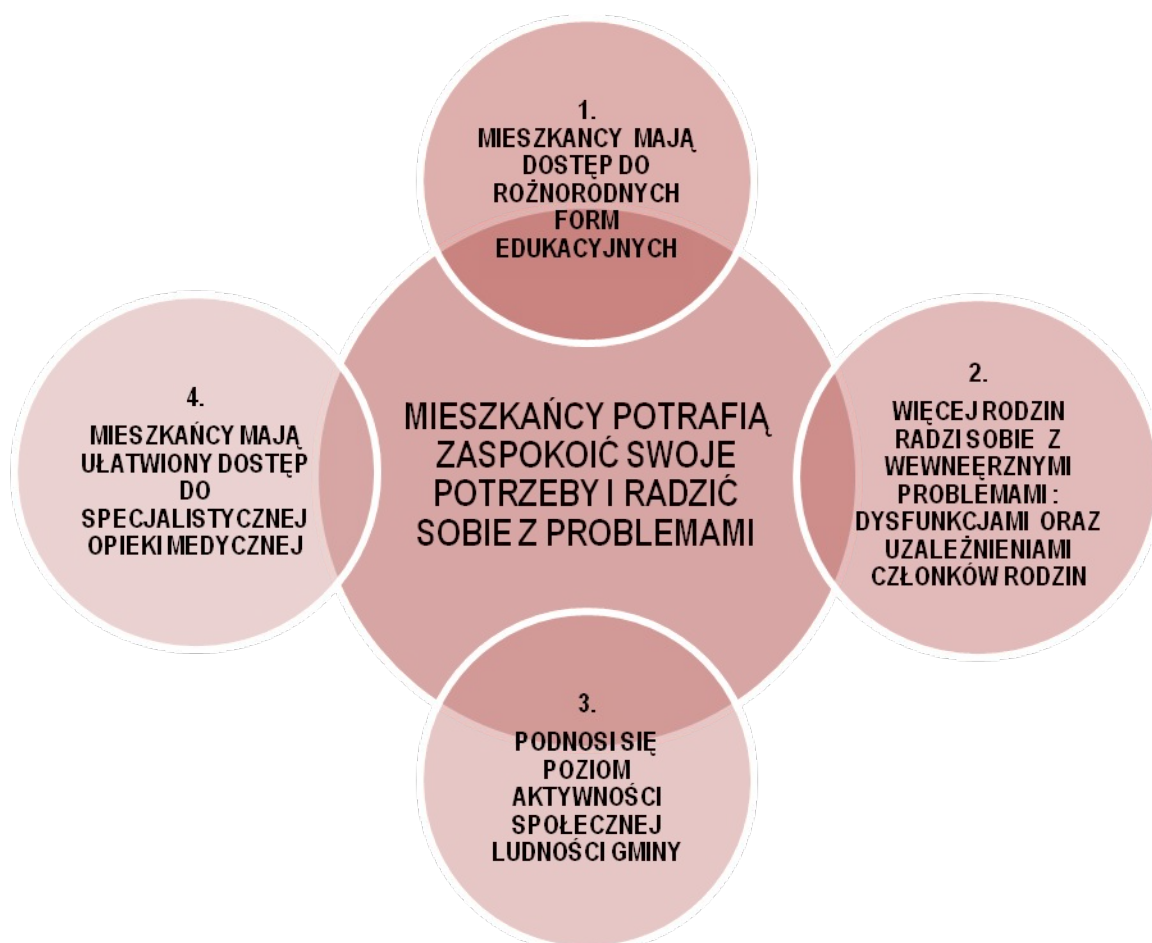 1.
MIESZKANCY MAJĄ
DOSTĘP DO
ROŻNORODNYCH
FORM
EDUKACYJNYCH
2.
WIĘCEJ RODZIN
RADZI SOBIE Z
WEWNEĘRZNYMI
PROBLEMAMI :
DYSFUNKCJAMI ORAZ
UZALEŻNIENIAMI
CZŁONKÓW RODZIN
MIESZKAŃCY POTRAFIĄ
ZASPOKOIĆ SWOJE
POTRZEBY I RADZIĆ
SOBIE Z PROBLEMAMI
4.
MIESZKAŃCY MAJĄ
UŁATWIONY DOSTĘP
DO
SPECJALISTYCZNEJ
OPIEKI MEDYCZNEJ
3.
PODNOSI SIĘ
POZIOM
AKTYWNOŚCI
SPOŁECZNEJ
LUDNOŚCI GMINY